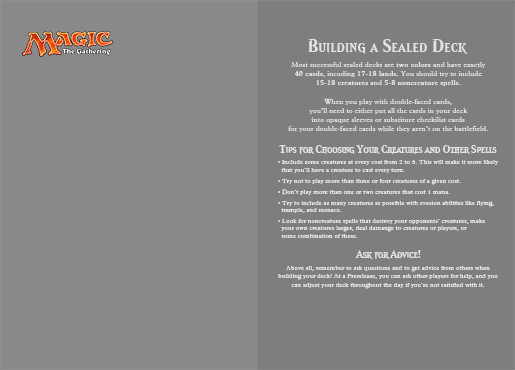 MAGIC
The Gathering
BUILDING A SEALED DECK
Most successful sealed decks are two colors and have exactly
40 cards, incuding 17-18 lands. You should try to include
15-18 creatures and 5-8 noncreature spells.
When you play with double-faced cards,
you'll need to either put all the cards in your deck
into opaque sleeves or substitute checklist cards
for your double-faced cards while they aren't on the battlefield.
TIPS FOR CHOOSING YOUR CREATURES AND OTHER SPELLS
• Include some creatures at every cost from 2 to 6. This will make it more likely
that you'll have a creature to cast every turn.
• Try not to play more than three or four creatures of a given cost.
• Don't play more than one or two creatures that cost 1 mana.
• Try to include as many creatures as possible with evasion abilities like flying,
trample, and menace.
• Look for noncreature spells that destroy your opponents' creatures, make
your own creatures larger, deal damage to creatures or players, or
some combination of these.
ASK FOR ADVICE!
Above all, remember to ask questions and to get advice from others when
building your deck! At a Prerelease, you can ask other players for help, and you
can adjust your deck throughout the day if you're not satisfied with it.